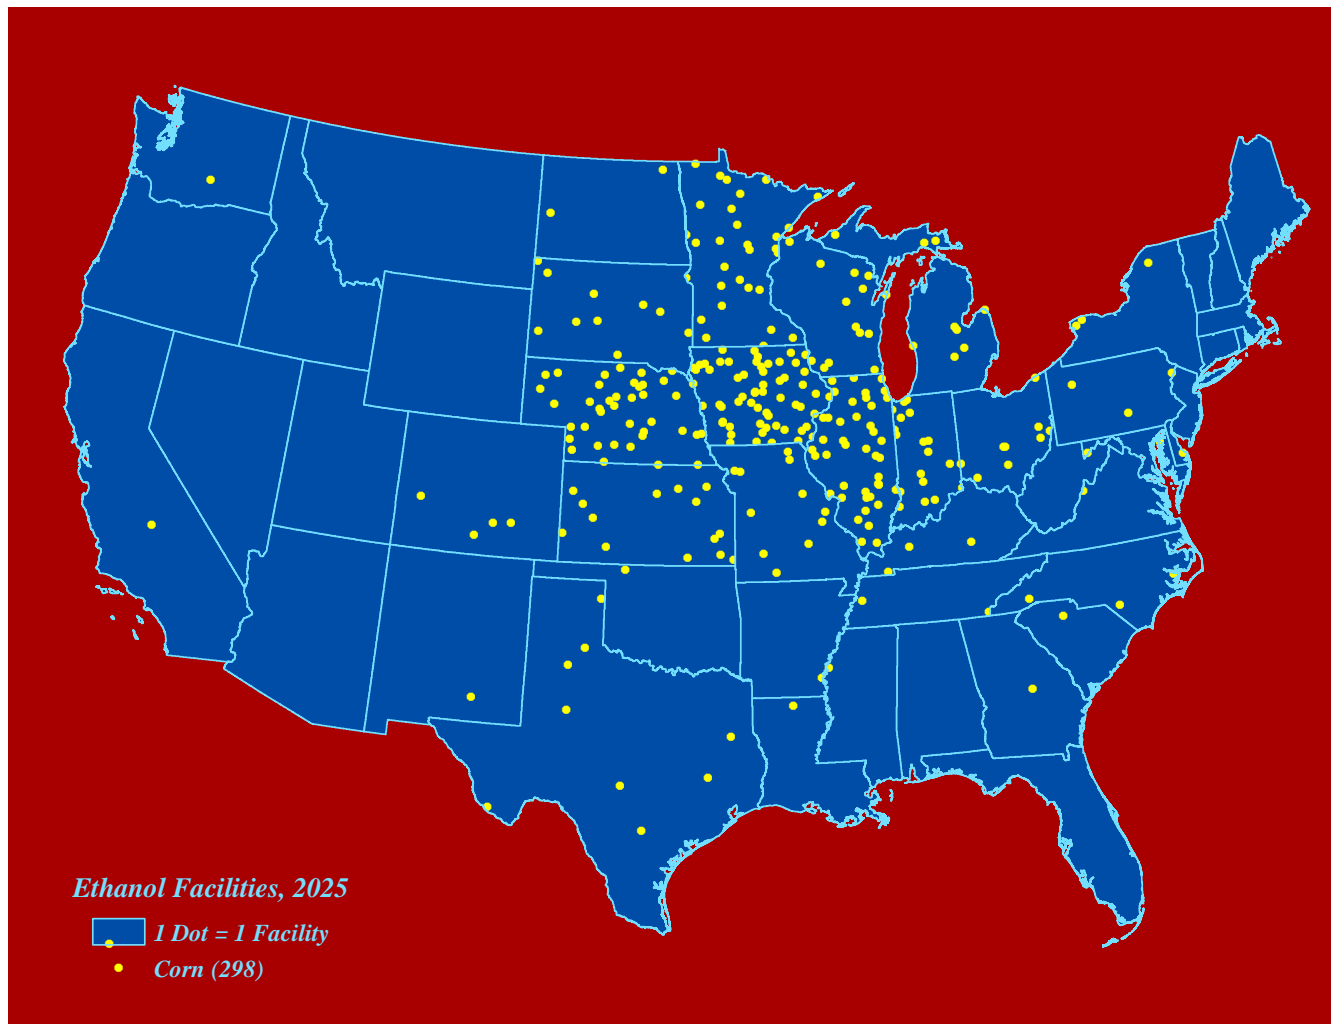 Ethanol Facilities, 2025
1 Dot = 1 Facility
Corn (298)